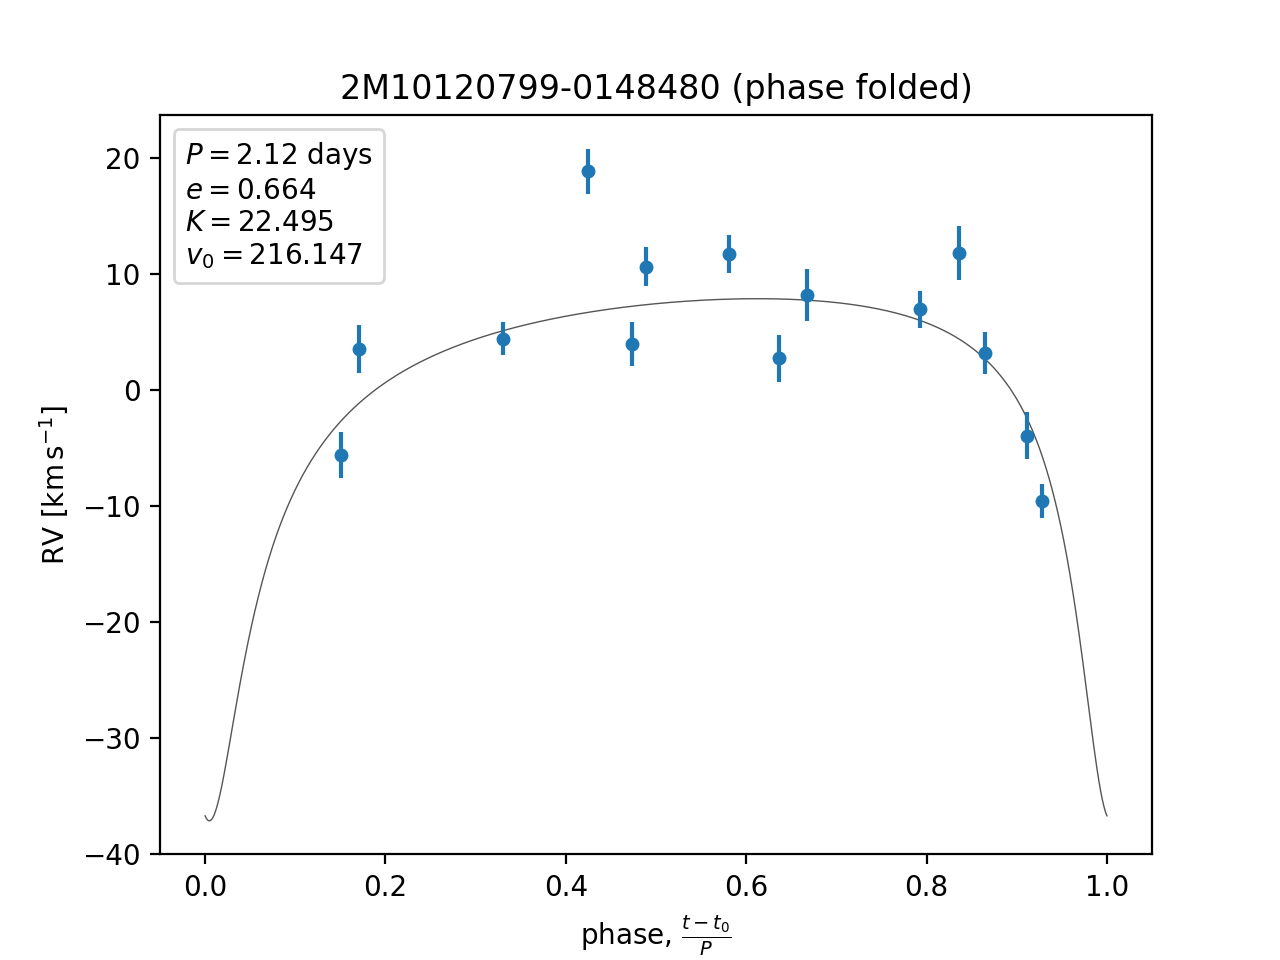 2M10120799-0148480 (phase folded)
P = 2.12 days
e = 0.664
K = 22.495
v₀ = 216.147
RV [km s⁻¹]
20
10
0
−10
−20
−30
−40
0.0 0.2 0.4 0.6 0.8 1.0
phase, (t − t₀)/P